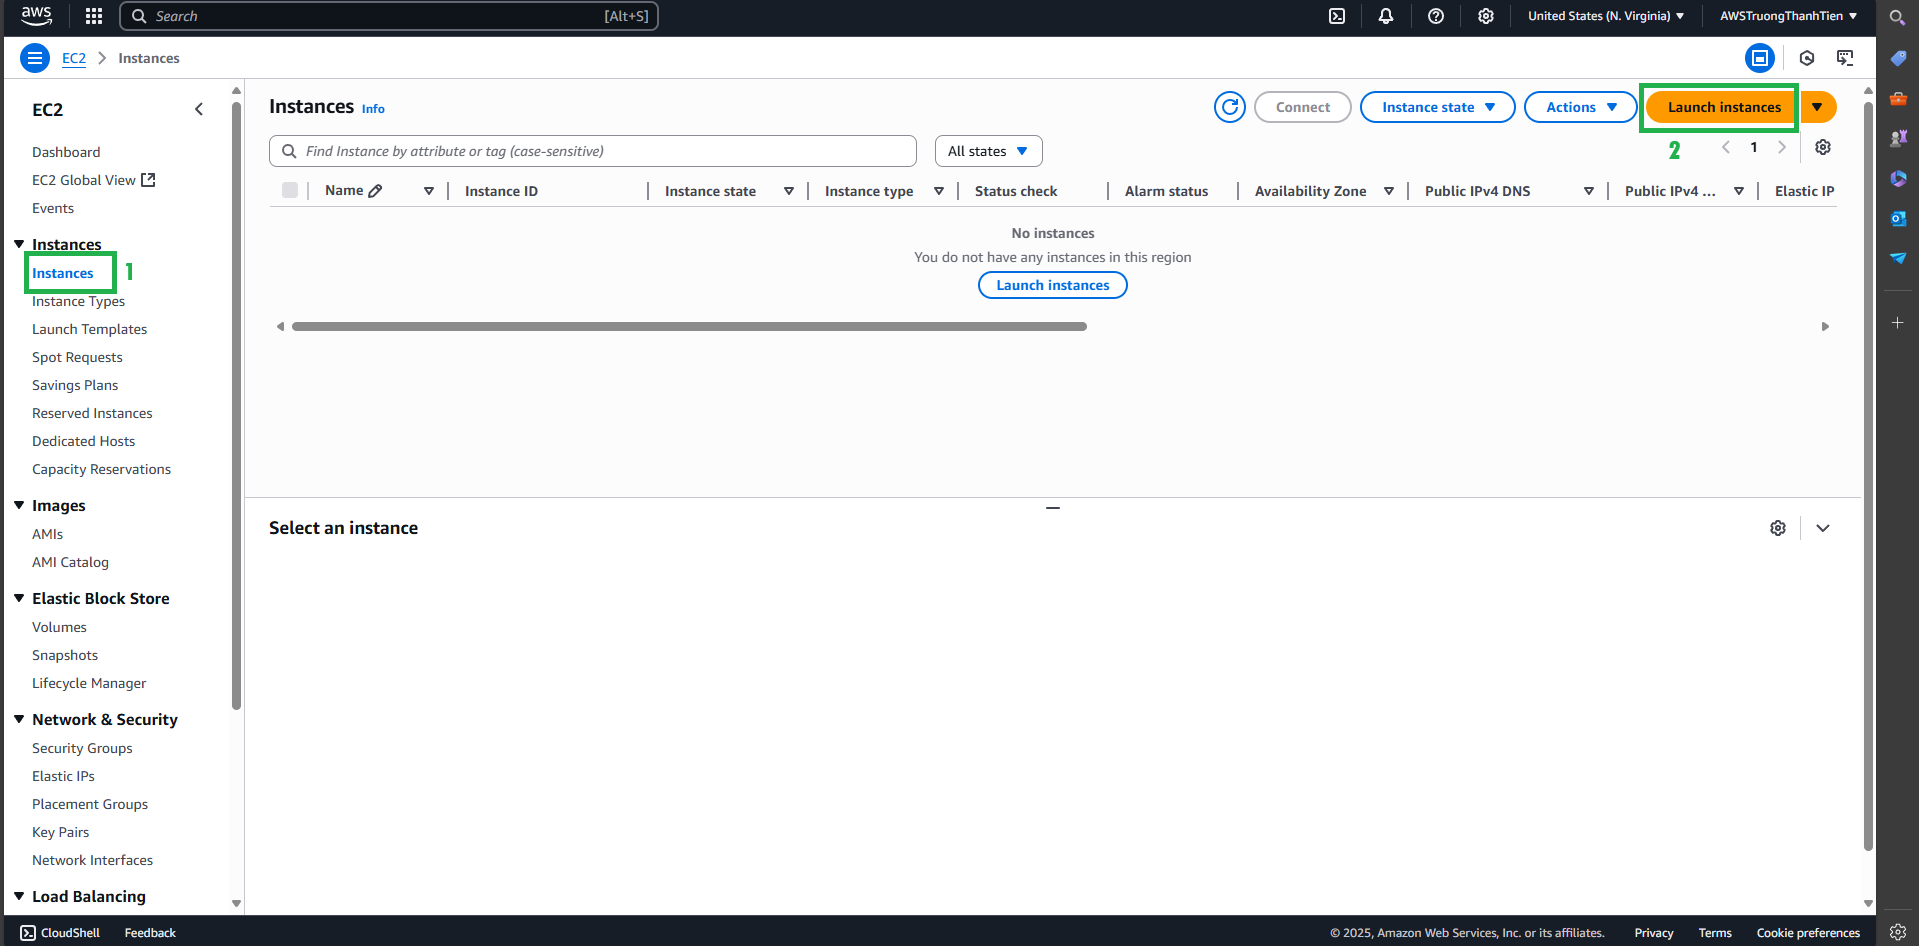 aws
Search [Alt+S]
United States (N. Virginia) AWSTruongThanhTien
EC2 Instances
EC2
Dashboard
EC2 Global View
Events
Instances
Instances 1
Instance Types
Launch Templates
Spot Requests
Savings Plans
Reserved Instances
Dedicated Hosts
Capacity Reservations
Images
AMIs
AMI Catalog
Elastic Block Store
Volumes
Snapshots
Lifecycle Manager
Network & Security
Security Groups
Elastic IPs
Placement Groups
Key Pairs
Network Interfaces
Load Balancing
Instances Info
Connect Instance state Actions Launch instances
Find Instance by attribute or tag (case-sensitive) All states
2 1
Name Instance ID Instance state Instance type Status check Alarm status Availability Zone Public IPv4 DNS Public IPv4 ... Elastic IP
No instances
You do not have any instances in this region
Launch instances
Select an instance
CloudShell Feedback © 2025, Amazon Web Services, Inc. or its affiliates. Privacy Terms Cookie preferences